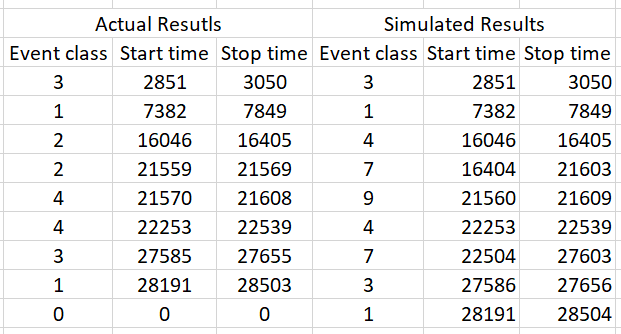 Actual Resutls Simulated Results
Event class Start time Stop time Event class Start time Stop time
3 2851 3050 3 2851 3050
1 7382 7849 1 7382 7849
2 16046 16405 4 16046 16405
2 21559 21569 7 16404 21603
4 21570 21608 9 21560 21609
4 22253 22539 4 22253 22539
3 27585 27655 7 22504 27603
1 28191 28503 3 27586 27656
0 0 0 1 28191 28504